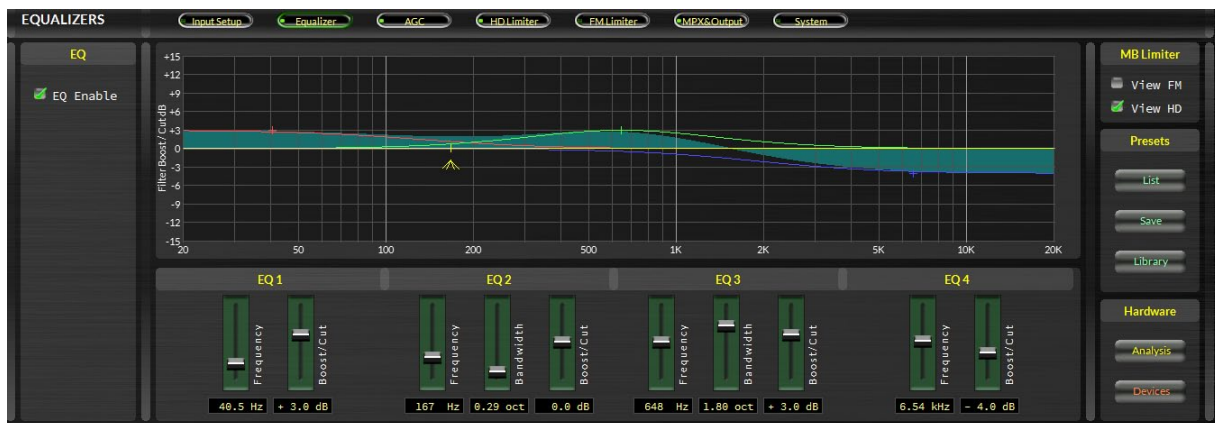 EQUALIZERS
Input Setup Equalizer AGC HD Limiter FM Limiter MPX&Output System
EQ
EQ Enable
Filter Boost/Cut dB
+15
+12
+9
+6
+3
0
-3
-6
-9
-12
-15
20 50 100 200 500 1K 2K 5K 10K 20K
EQ 1 EQ 2 EQ 3 EQ 4
Frequency Boost/Cut Frequency Bandwidth Boost/Cut Frequency Bandwidth Boost/Cut Frequency Boost/Cut
40.5 Hz + 3.0 dB 167 Hz 0.29 oct 0.0 dB 648 Hz 1.80 oct + 3.0 dB 6.54 kHz - 4.0 dB
MB Limiter
View FM
View HD
Presets
List
Save
Library
Hardware
Analysis
Devices